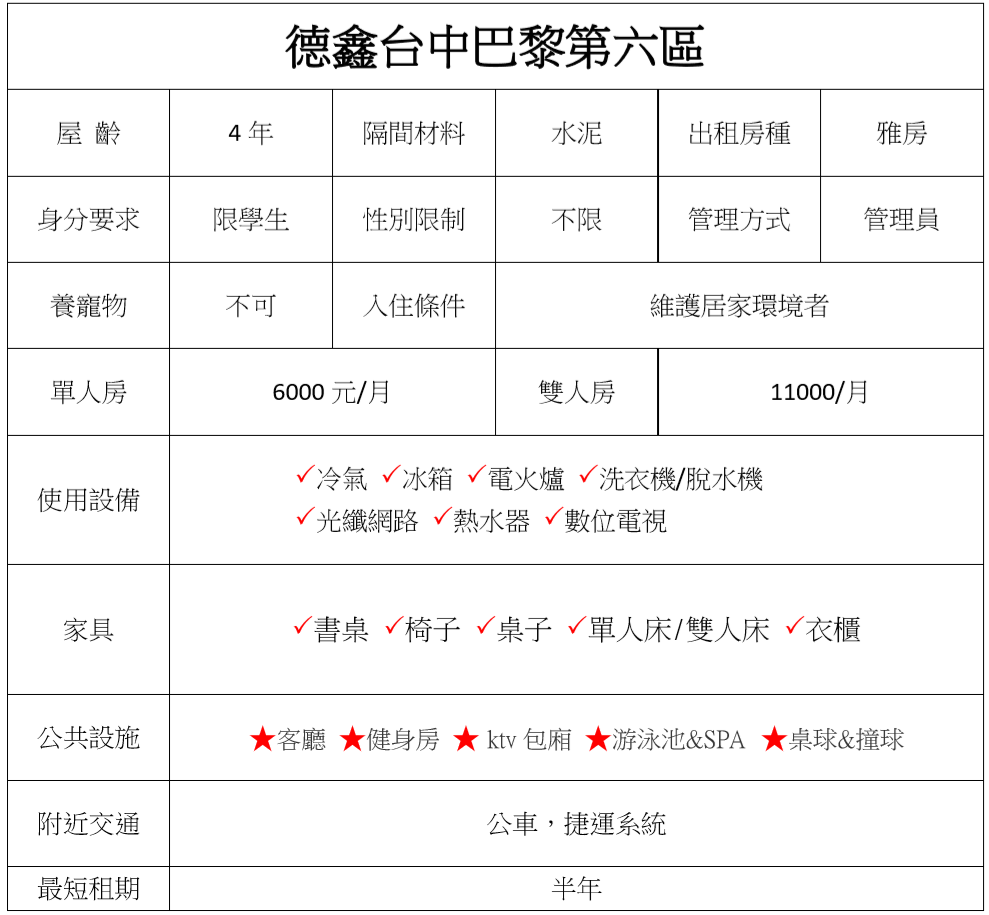 德鑫台中巴黎第六區
屋 齡 4 年 隔間材料 水泥 出租房種 雅房
身分要求 限學生 性別限制 不限 管理方式 管理員
養寵物 不可 入住條件 維護居家環境者
單人房 6000 元/月 雙人房 11000/月
使用設備 ✓冷氣 ✓冰箱 ✓電火爐 ✓洗衣機/脫水機
✓光纖網路 ✓熱水器 ✓數位電視
家具 ✓書桌 ✓椅子 ✓桌子 ✓單人床/雙人床 ✓衣櫃
公共設施 ★客廳 ★健身房 ★ ktv 包廂 ★游泳池&SPA ★桌球&撞球
附近交通 公車，捷運系統
最短租期 半年